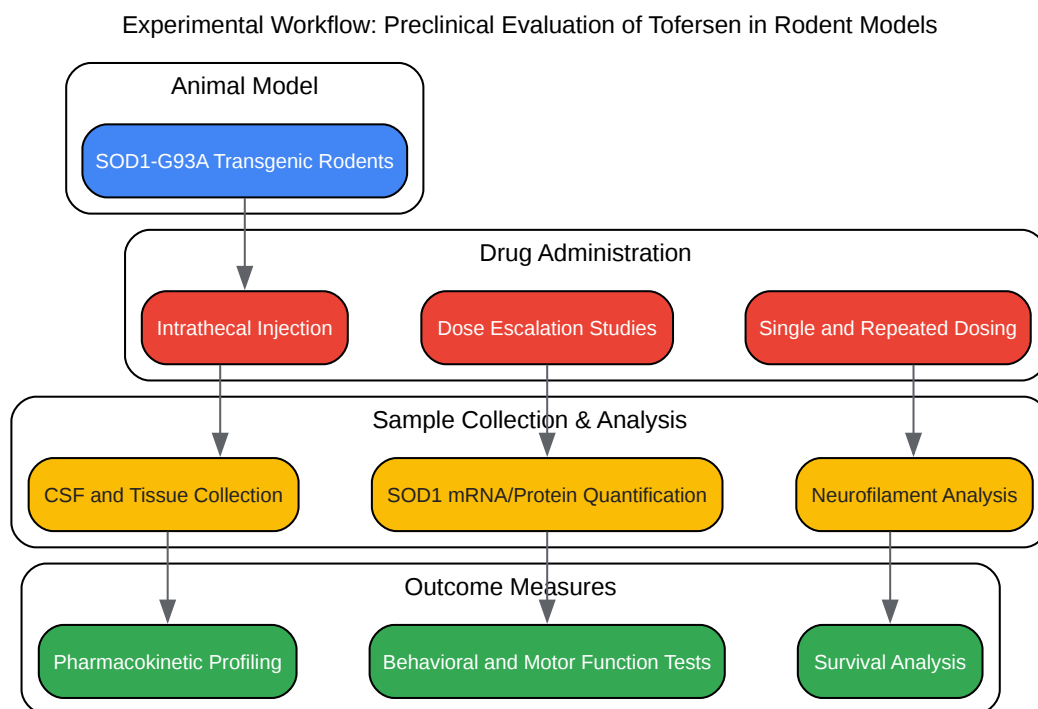 Experimental Workflow: Preclinical Evaluation of Tofersen in Rodent Models
Animal Model
SOD1-G93A Transgenic Rodents
Drug Administration
Intrathecal Injection
Dose Escalation Studies
Single and Repeated Dosing
Sample Collection & Analysis
CSF and Tissue Collection
SOD1 mRNA/Protein Quantification
Neurofilament Analysis
Outcome Measures
Pharmacokinetic Profiling
Behavioral and Motor Function Tests
Survival Analysis